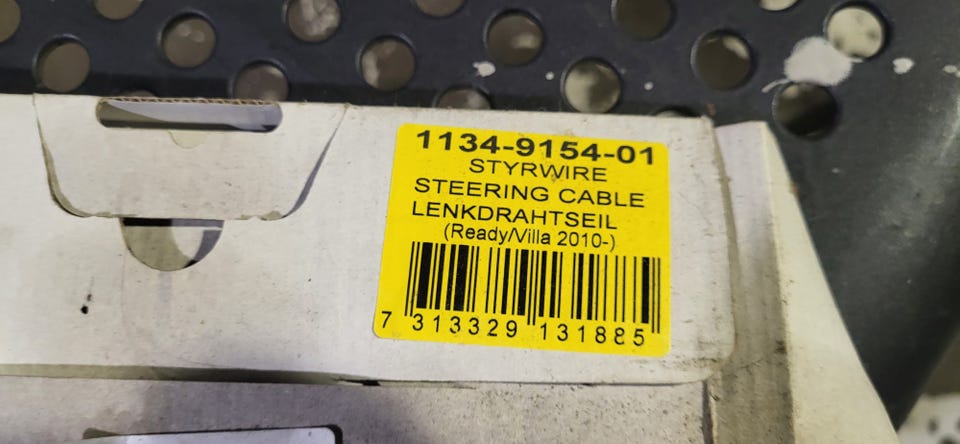 1134-9154-01
STYRWIRE
STEERING CABLE
LENKDRAHTSEIL
(Ready/Villa 2010-)
7 313329 131885